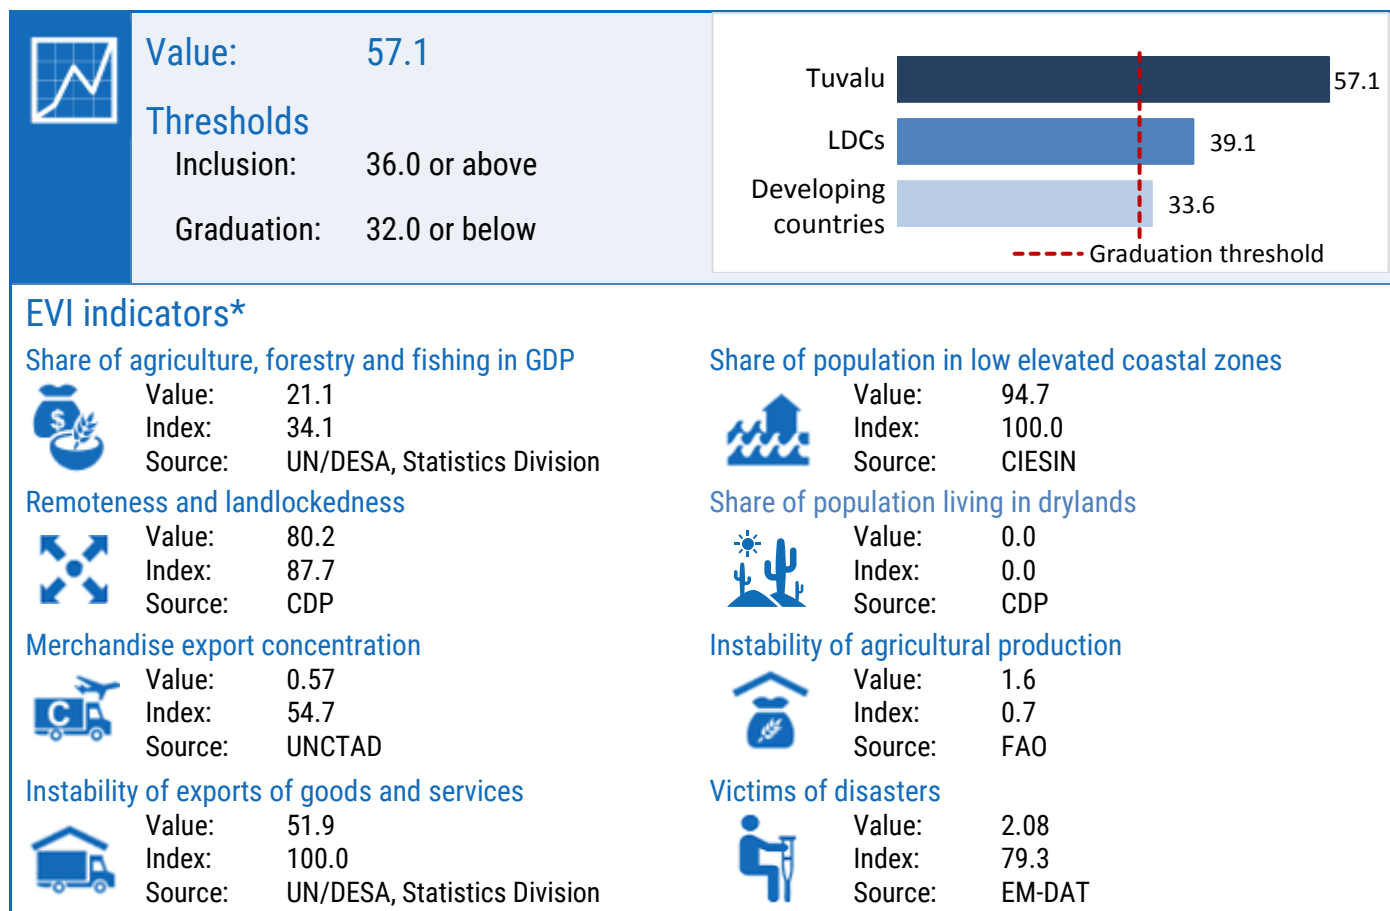 Value: 57.1
Thresholds
Inclusion: 36.0 or above
Graduation: 32.0 or below
Tuvalu 57.1
LDCs 39.1
Developing
countries 33.6
Graduation threshold
EVI indicators*
Share of agriculture, forestry and fishing in GDP
$
Value: 21.1
Index: 34.1
Source: UN/DESA, Statistics Division
Share of population in low elevated coastal zones
Value: 94.7
Index: 100.0
Source: CIESIN
Remoteness and landlockedness
Value: 80.2
Index: 87.7
Source: CDP
Share of population living in drylands
Value: 0.0
Index: 0.0
Source: CDP
Merchandise export concentration
C
Value: 0.57
Index: 54.7
Source: UNCTAD
Instability of agricultural production
Value: 1.6
Index: 0.7
Source: FAO
Instability of exports of goods and services
Value: 51.9
Index: 100.0
Source: UN/DESA, Statistics Division
Victims of disasters
Value: 2.08
Index: 79.3
Source: EM-DAT